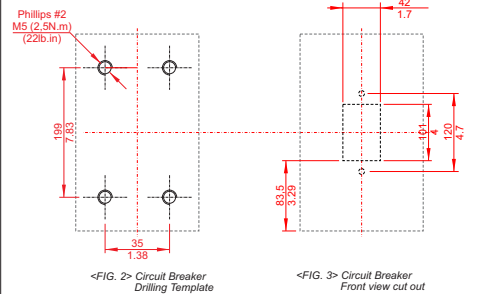 Phillips #2
M5 (2,5N.m)
(22lb.in)
199
7.83
35
1.38
<FIG. 2> Circuit Breaker
Drilling Template
42
1.7
101
4
120
4.7
83,5
3.29
<FIG. 3> Circuit Breaker
Front view cut out